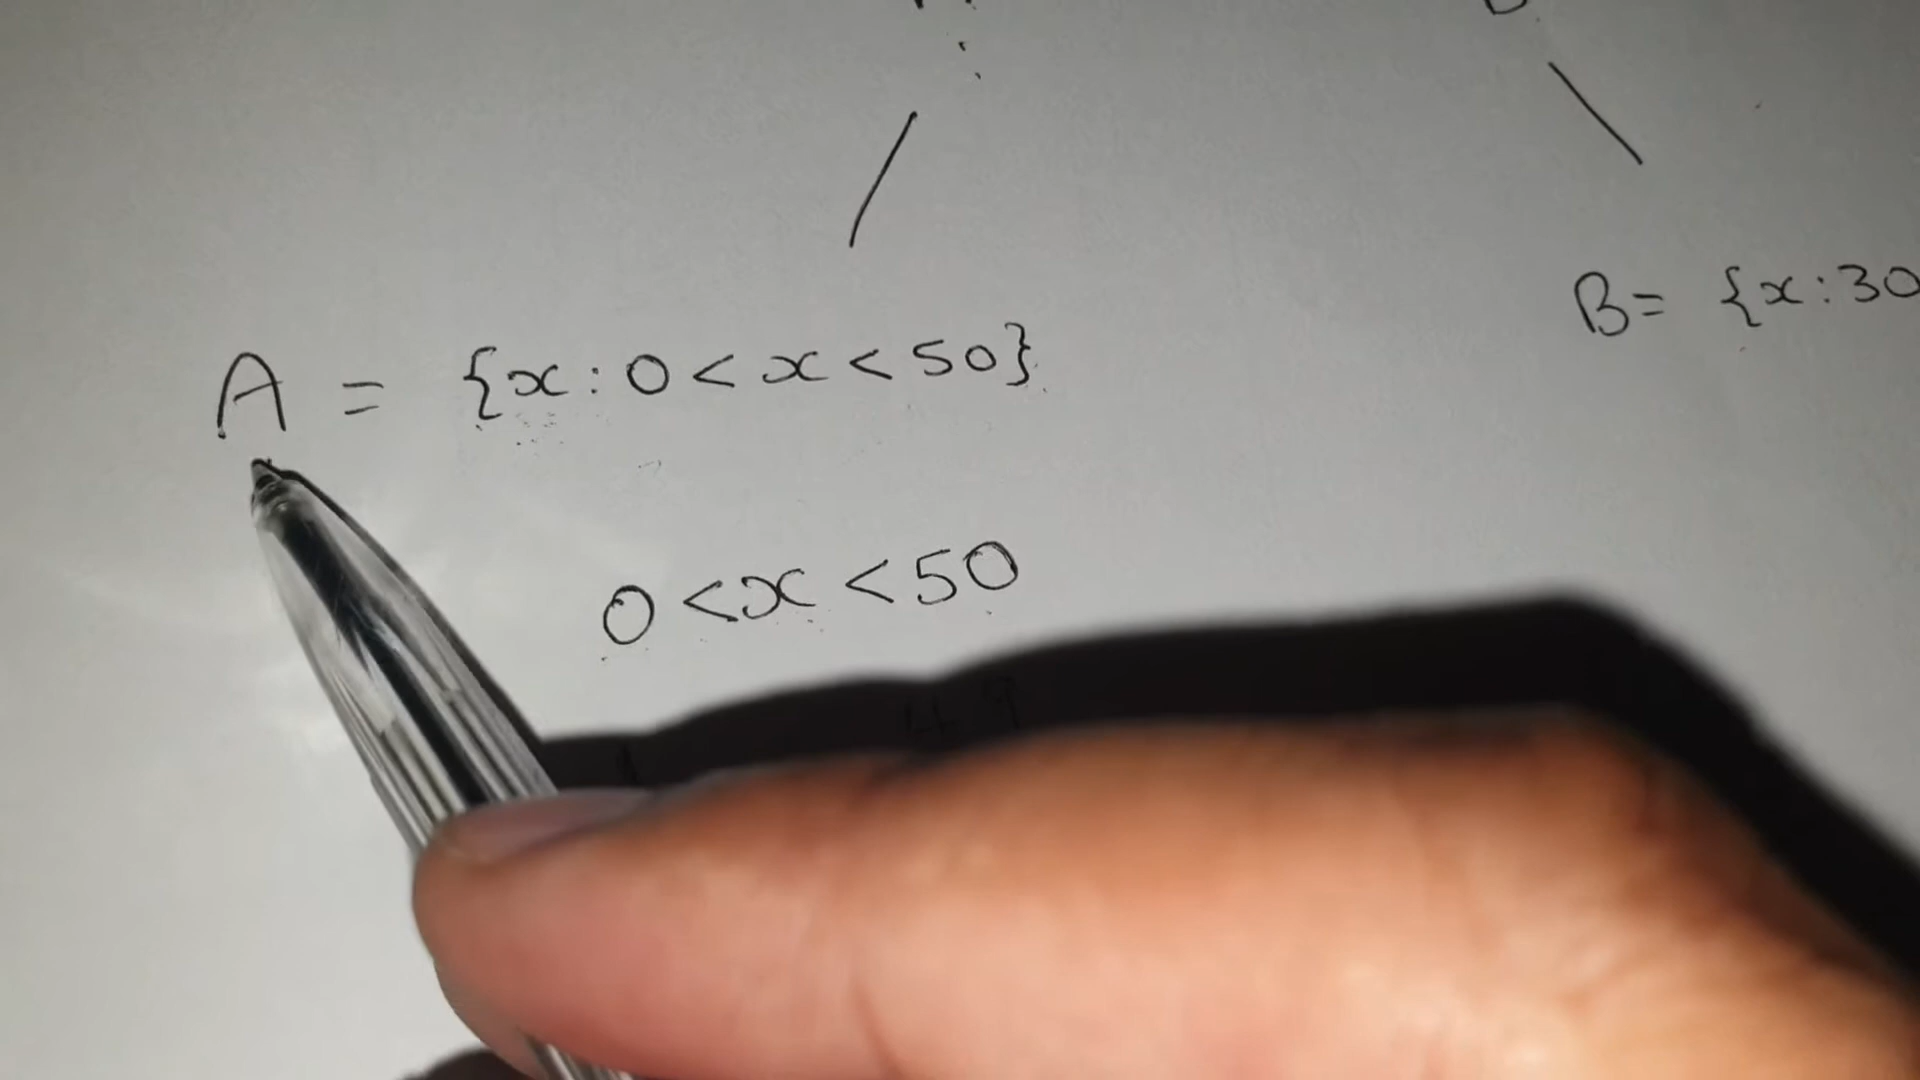 A = {x : 0 < x < 50}
B = {x : 30
0 < x < 50